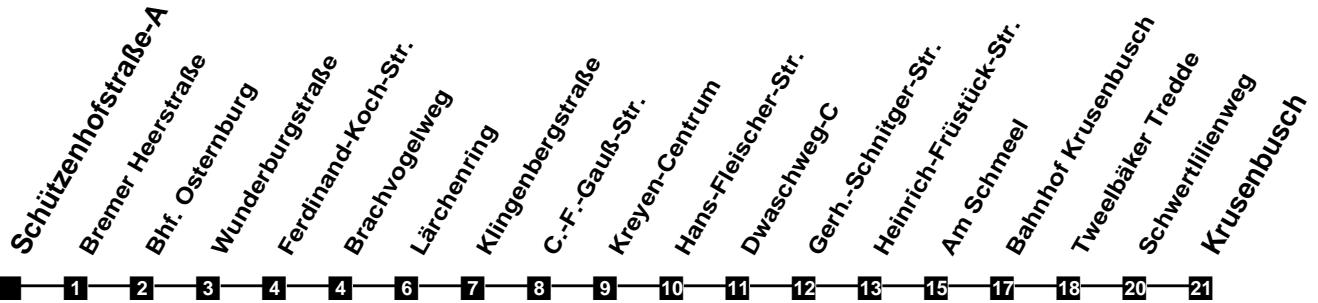 Schützenhofstraße-A
Bremer Heerstraße
Bhf. Osternburg
Wunderburgstraße
Ferdinand-Koch-Str.
Brachvogelweg
Lärchenring
Klingenbergstraße
C.-F.-Gauß-Str.
Kreyen-Centrum
Hans-Fleischer-Str.
Dwaschweg-C
Gerh.-Schnitger-Str.
Heinrich-Früstück-Str.
Am Schmeel
Bahnhof Krusenbusch
Tweelbäker Tredde
Schwertlilienweg
Krusenbusch
1 2 3 4 4 6 7 8 9 10 11 12 13 15 17 18 20 21